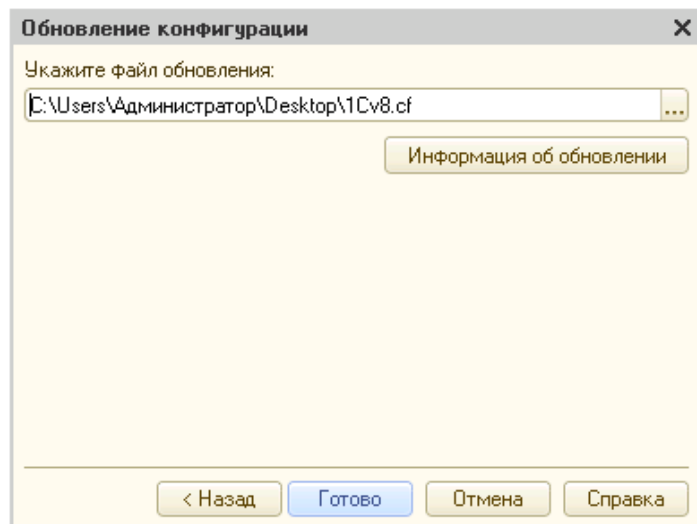 Обновление конфигурации
Укажите файл обновления:
C:\Users\Администратор\Desktop\1Cv8.cf
...
Информация об обновлении
< Назад Готово Отмена Справка